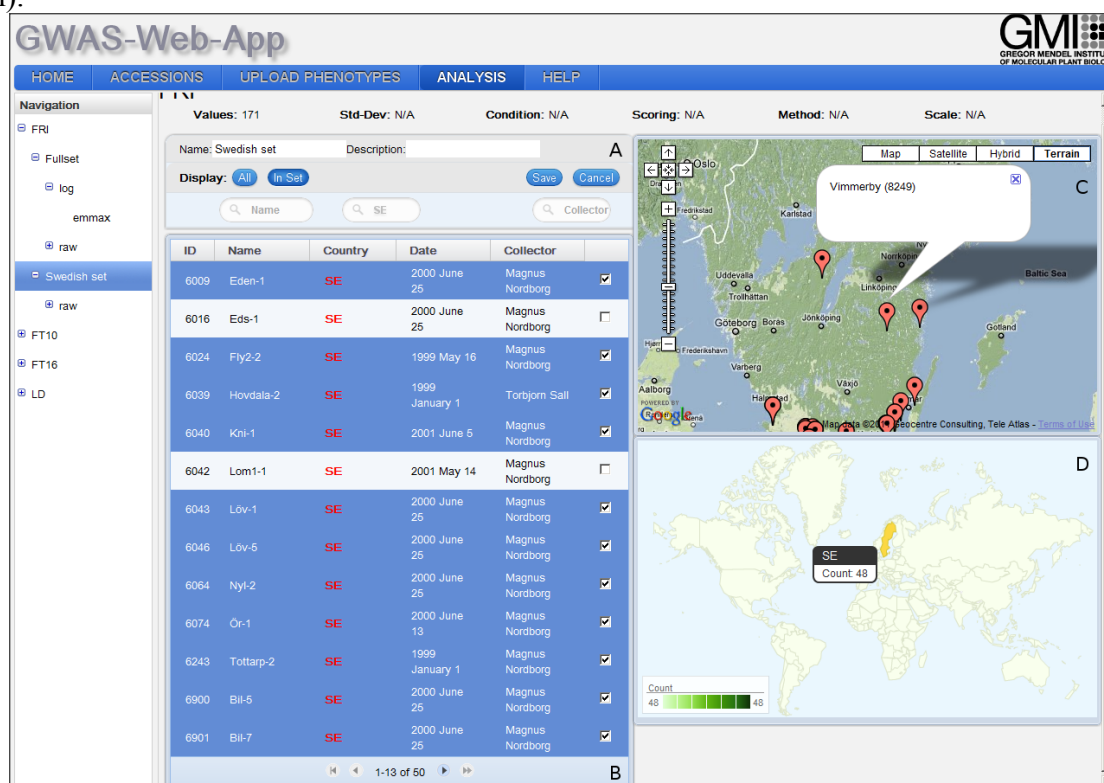 n).
GWAS-Web-App
GMI
GREGOR MENDEL INSTITU
OF MOLECULAR PLANT BIOLO
HOME ACCESSIONS UPLOAD PHENOTYPES ANALYSIS HELP
Navigation
FRI
Fullset
log
emmax
raw
Swedish set
raw
FT10
FT16
LD
FRI
Values: 171 Std-Dev: N/A Condition: N/A Scoring: N/A Method: N/A Scale: N/A
Name: Swedish set Description: A
Display: All In Set Save Cancel
Name SE Collector
ID Name Country Date Collector
6009 Eden-1 SE 2000 June 25 Magnus Nordborg
6016 Eds-1 SE 2000 June 25 Magnus Nordborg
6024 Fly2-2 SE 1999 May 16 Magnus Nordborg
6039 Hovdala-2 SE 1999 January 1 Torbjorn Sall
6040 Kni-1 SE 2001 June 5 Magnus Nordborg
6042 Lom1-1 SE 2001 May 14 Magnus Nordborg
6043 Löv-1 SE 2000 June 25 Magnus Nordborg
6046 Löv-5 SE 2000 June 25 Magnus Nordborg
6064 Nyl-2 SE 2000 June 25 Magnus Nordborg
6074 Ör-1 SE 2000 June 13 Magnus Nordborg
6243 Tottarp-2 SE 1999 January 1 Magnus Nordborg
6900 Bil-5 SE 2000 June 25 Magnus Nordborg
6901 Bil-7 SE 2000 June 25 Magnus Nordborg
1-13 of 50 B
Map Satellite Hybrid Terrain
C
Vimmerby (8249)
Oslo
Fredrikstad
Karlstad
Norrköping
Uddevalla
Linköping
Baltic Sea
Trollhättan
Göteborg Borås Jönköping
Gotland
Frederikshavn
Varberg
Växjö
Aalborg
POWERED BY
Google
Terms of Use
D
SE
Count: 48
Count
48 48